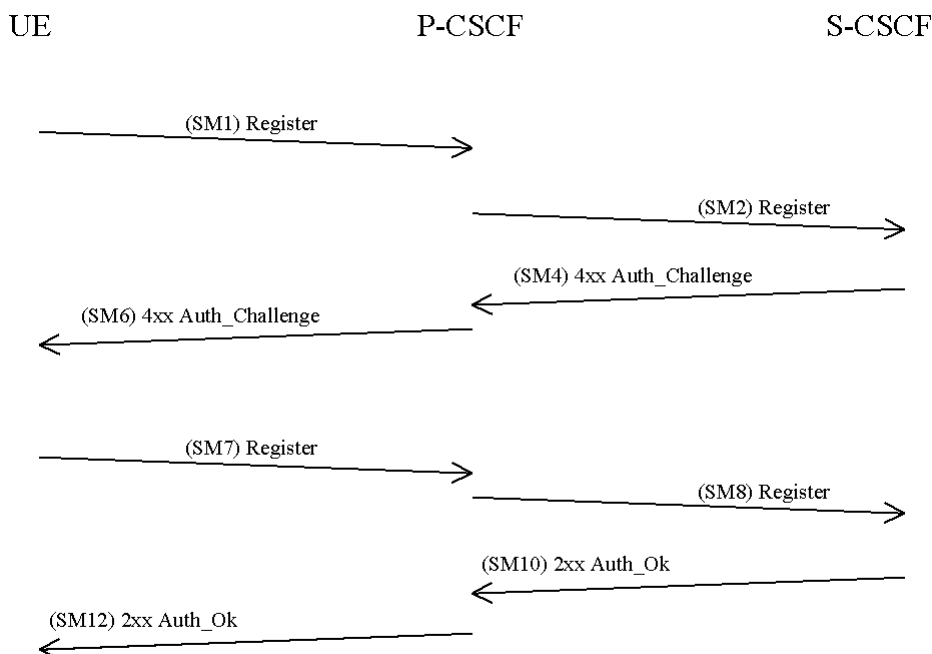 UE P-CSCF S-CSCF
(SM1) Register
(SM2) Register
(SM4) 4xx Auth_Challenge
(SM6) 4xx Auth_Challenge
(SM7) Register
(SM8) Register
(SM10) 2xx Auth_Ok
(SM12) 2xx Auth_Ok